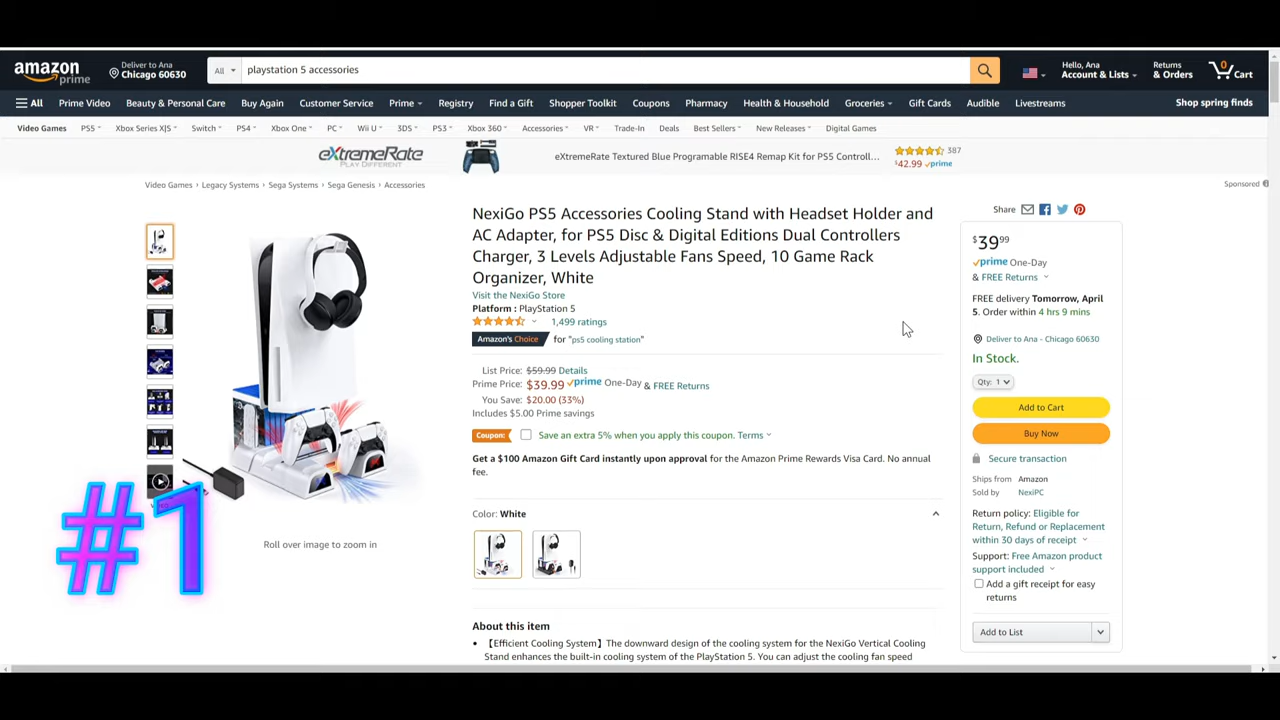 amazon prime
Deliver to Ana
Chicago 60630
All
playstation 5 accessories
Hello, Ana
Account & Lists
Returns
& Orders
0
Cart
All
Prime Video
Beauty & Personal Care
Buy Again
Customer Service
Prime
Registry
Find a Gift
Shopper Toolkit
Coupons
Pharmacy
Health & Household
Groceries
Gift Cards
Audible
Livestreams
Shop spring finds
Video Games
PS5
Xbox Series X|S
Switch
PS4
Xbox One
PC
Wii U
3DS
PS3
Xbox 360
Accessories
VR
Trade-In
Deals
Best Sellers
New Releases
Digital Games
eXtremeRate
PLAY DIFFERENT
eXtremeRate Textured Blue Programable RISE4 Remap Kit for PS5 Controll...
387
$42.99 prime
Video Games › Legacy Systems › Sega Systems › Sega Genesis › Accessories
Sponsored
NexiGo PS5 Accessories Cooling Stand with Headset Holder and
AC Adapter, for PS5 Disc & Digital Editions Dual Controllers
Charger, 3 Levels Adjustable Fans Speed, 10 Game Rack
Organizer, White
Visit the NexiGo Store
Platform : PlayStation 5
1,499 ratings
Amazon's Choice for "ps5 cooling station"
List Price: $59.99 Details
Prime Price: $39.99 prime One-Day & FREE Returns
You Save: $20.00 (33%)
Includes $5.00 Prime savings
Coupon: Save an extra 5% when you apply this coupon. Terms
Get a $100 Amazon Gift Card instantly upon approval for the Amazon Prime Rewards Visa Card. No annual
fee.
Color: White
About this item
• 【Efficient Cooling System】The downward design of the cooling system for the NexiGo Vertical Cooling
Stand enhances the built-in cooling system of the PlayStation 5. You can adjust the cooling fan speed
#1
Roll over image to zoom in
Share
$39 99
prime One-Day
& FREE Returns
FREE delivery Tomorrow, April
5. Order within 4 hrs 9 mins
Deliver to Ana - Chicago 60630
In Stock.
Qty: 1
Add to Cart
Buy Now
Secure transaction
Ships from Amazon
Sold by NexiPC
Return policy: Eligible for
Return, Refund or Replacement
within 30 days of receipt
Support: Free Amazon product
support included
Add a gift receipt for easy
returns
Add to List